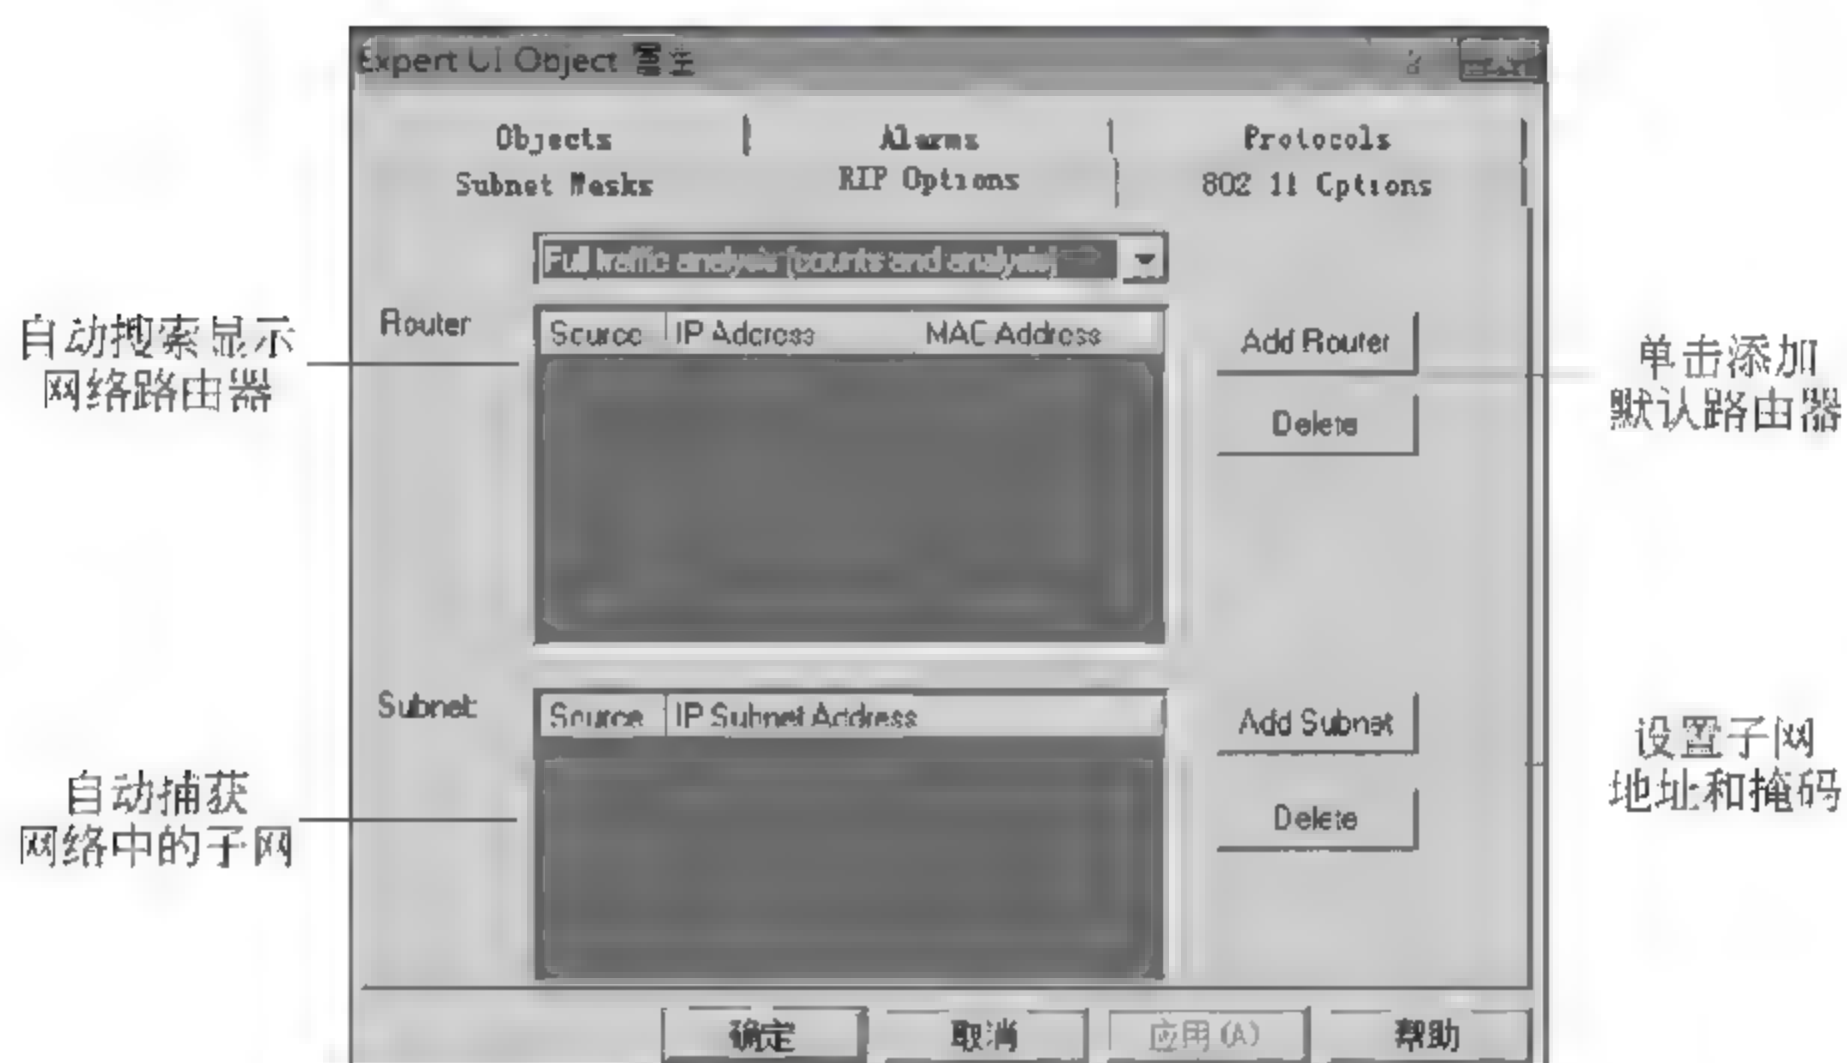 Expert UI Object 属性
Objects
Alarms
Protocols
Subnet Masks
RIP Options
802 11 Options
Full traffic analysis (counts and analysis)
Router
Source
IP Address
MAC Address
Add Router
Delete
自动搜索显示
网络路由器
单击添加
默认路由器
Subnet:
Source
IP Subnet Address
Add Subnet
Delete
自动捕获
网络中的子网
设置子网
地址和掩码
确定
取消
应用(A)
帮助